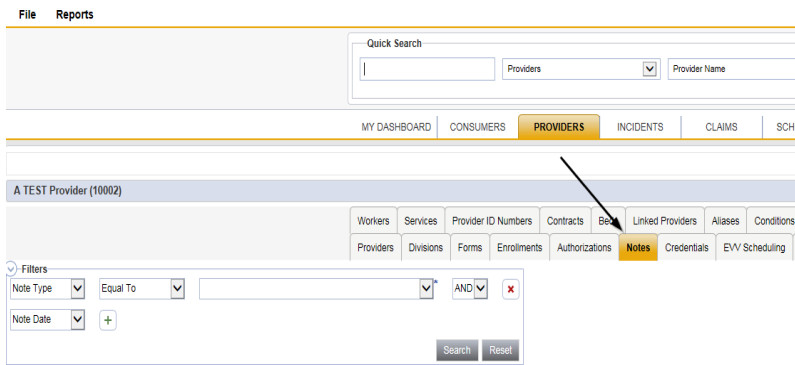 File Reports
Quick Search
Providers Provider Name
MY DASHBOARD CONSUMERS PROVIDERS INCIDENTS CLAIMS SCH
A TEST Provider (10002)
Workers Services Provider ID Numbers Contracts Linked Providers Aliases Conditions
Providers Divisions Forms Enrollments Authorizations Notes Credentials EVV Scheduling
Filters
Note Type Equal To * AND
Note Date
Search Reset